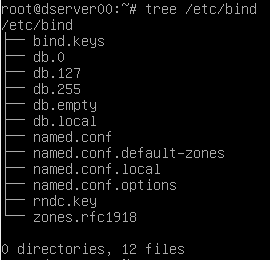 root@dserver00:~# tree /etc/bind
/etc/bind
├── bind.keys
├── db.0
├── db.127
├── db.255
├── db.empty
├── db.local
├── named.conf
├── named.conf.default-zones
├── named.conf.local
├── named.conf.options
├── rndc.key
└── zones.rfc1918
0 directories, 12 files